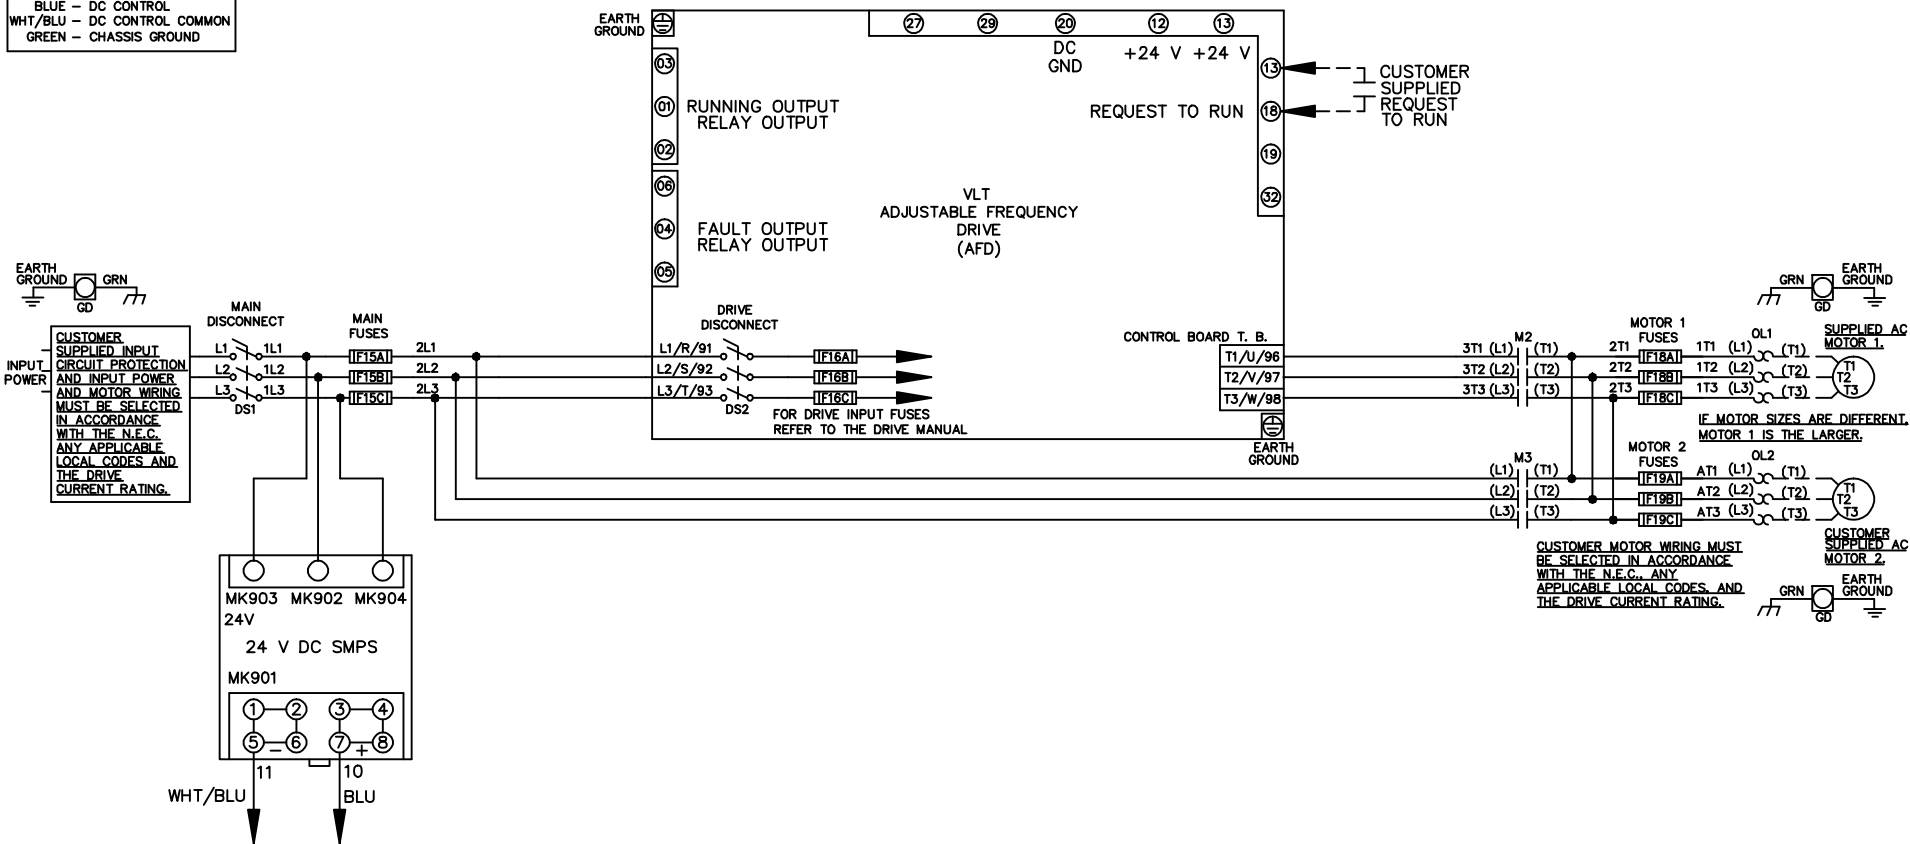 BLUE – DC CONTROL
WHT/BLU – DC CONTROL COMMON
GREEN – CHASSIS GROUND
EARTH
GROUND
27
29
20
12
13
DC
GND
+24 V
+24 V
03
01
02
RUNNING OUTPUT
RELAY OUTPUT
06
04
05
FAULT OUTPUT
RELAY OUTPUT
REQUEST TO RUN
13
18
19
32
CUSTOMER
SUPPLIED
REQUEST
TO RUN
VLT
ADJUSTABLE FREQUENCY
DRIVE
(AFD)
EARTH
GROUND
GRN
GD
INPUT
POWER
CUSTOMER
SUPPLIED INPUT
CIRCUIT PROTECTION
AND INPUT POWER
AND MOTOR WIRING
MUST BE SELECTED
IN ACCORDANCE
WITH THE N.E.C.
ANY APPLICABLE
LOCAL CODES AND
THE DRIVE
CURRENT RATING.
MAIN
DISCONNECT
L1 1L1
L2 1L2
L3 1L3
DS1
MAIN
FUSES
F15A
F15B
F15C
2L1
2L2
2L3
L1/R/91
L2/S/92
L3/T/93
DRIVE
DISCONNECT
DS2
F16A
F16B
F16C
FOR DRIVE INPUT FUSES
REFER TO THE DRIVE MANUAL
CONTROL BOARD T. B.
T1/U/96
T2/V/97
T3/W/98
EARTH
GROUND
M2
3T1 (L1) (T1)
3T2 (L2) (T2)
3T3 (L3) (T3)
MOTOR 1
FUSES
2T1 F18A 1T1 (L1)
2T2 F18B 1T2 (L2)
2T3 F18C 1T3 (L3)
OL1
(T1)
(T2)
(T3)
T1
T2
T3
GRN
GD
EARTH
GROUND
SUPPLIED AC
MOTOR 1.
IF MOTOR SIZES ARE DIFFERENT,
MOTOR 1 IS THE LARGER.
M3
(L1) (T1)
(L2) (T2)
(L3) (T3)
MOTOR 2
FUSES
F19A AT1 (L1)
F19B AT2 (L2)
F19C AT3 (L3)
OL2
(T1)
(T2)
(T3)
T1
T2
T3
CUSTOMER
SUPPLIED AC
MOTOR 2.
CUSTOMER MOTOR WIRING MUST
BE SELECTED IN ACCORDANCE
WITH THE N.E.C., ANY
APPLICABLE LOCAL CODES, AND
THE DRIVE CURRENT RATING.
GRN
GD
EARTH
GROUND
MK903 MK902 MK904
24V
24 V DC SMPS
MK901
1 2 3 4
5 – 6 7 + 8
11
10
WHT/BLU
BLU